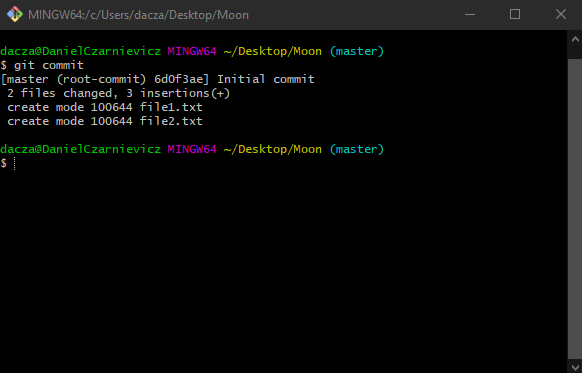 MINGW64:/c/Users/dacza/Desktop/Moon
dacza@DanielCzarnievicz MINGW64 ~/Desktop/Moon (master)
$ git commit
[master (root-commit) 6d0f3ae] Initial commit
 2 files changed, 3 insertions(+)
 create mode 100644 file1.txt
 create mode 100644 file2.txt
dacza@DanielCzarnievicz MINGW64 ~/Desktop/Moon (master)
$